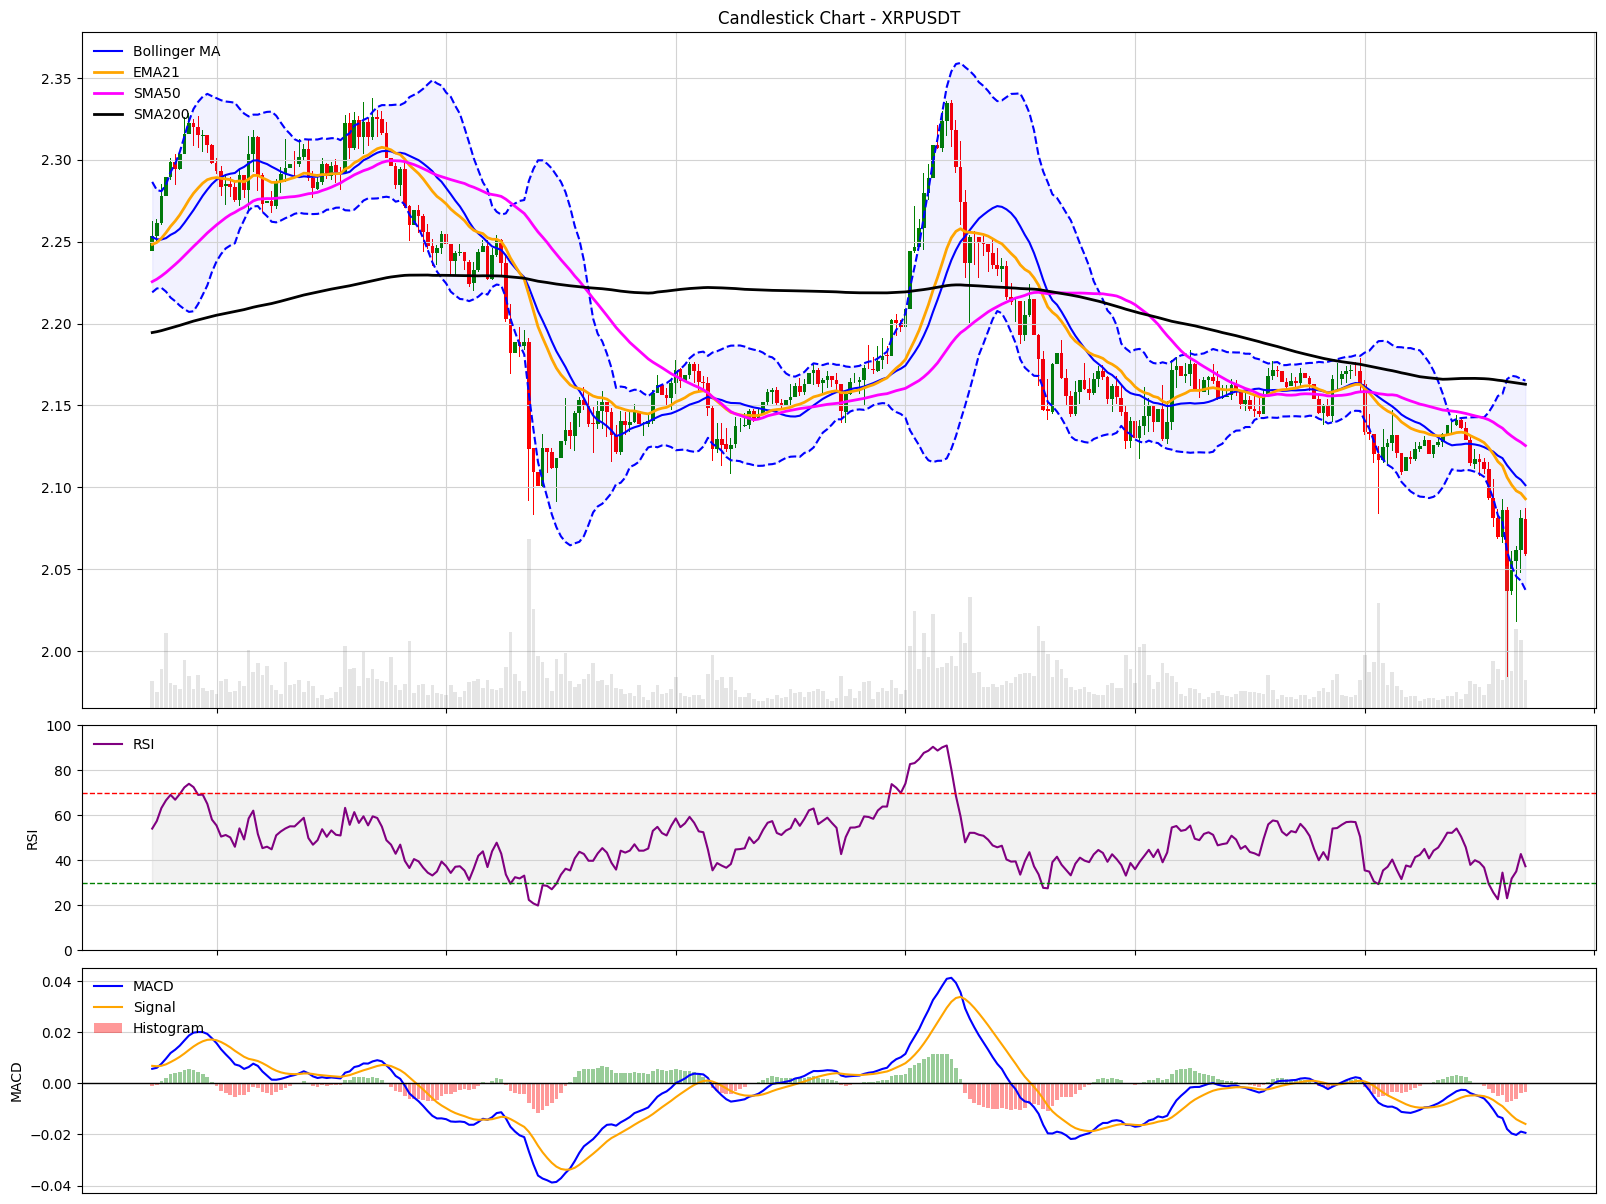 Candlestick Chart - XRPUSDT
Bollinger MA
EMA21
SMA50
SMA200
2.35
2.30
2.25
2.20
2.15
2.10
2.05
2.00
RSI
RSI
100
80
60
40
20
0
MACD
Signal
Histogram
MACD
0.04
0.02
0.00
−0.02
−0.04